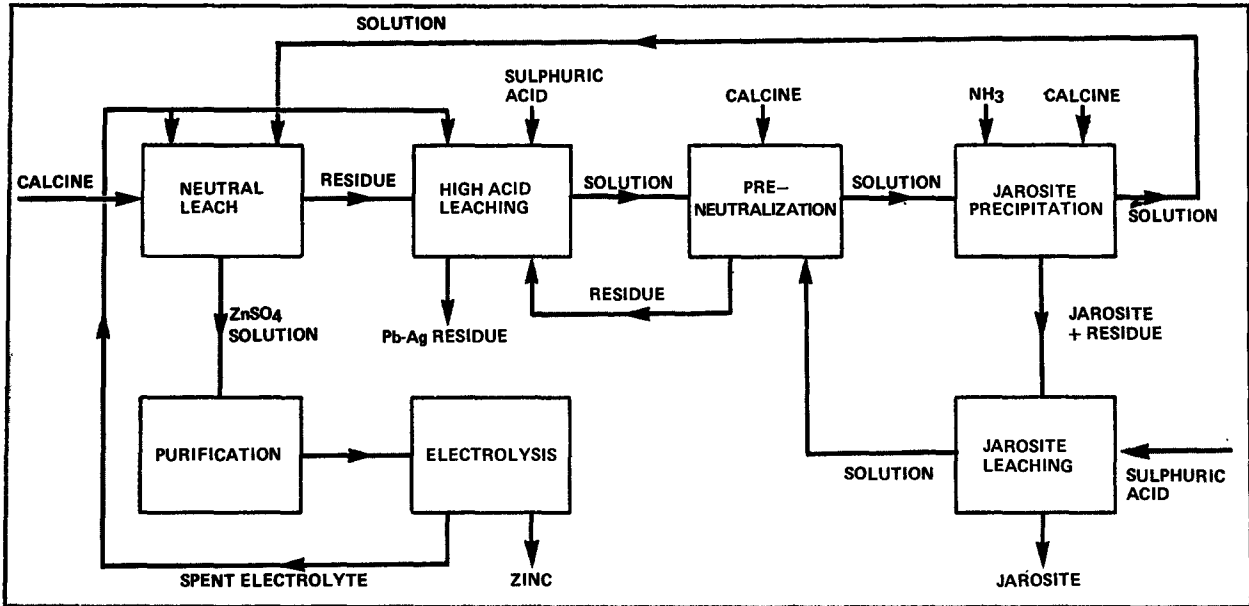 SOLUTION
SULPHURIC
ACID
CALCINE
NH3
CALCINE
CALCINE
NEUTRAL
LEACH
RESIDUE
HIGH ACID
LEACHING
SOLUTION
PRE–
NEUTRALIZATION
SOLUTION
JAROSITE
PRECIPITATION
SOLUTION
ZnSO4
SOLUTION
Pb-Ag RESIDUE
RESIDUE
JAROSITE
+ RESIDUE
PURIFICATION
ELECTROLYSIS
SOLUTION
JAROSITE
LEACHING
SULPHURIC
ACID
SPENT ELECTROLYTE
ZINC
JAROSITE